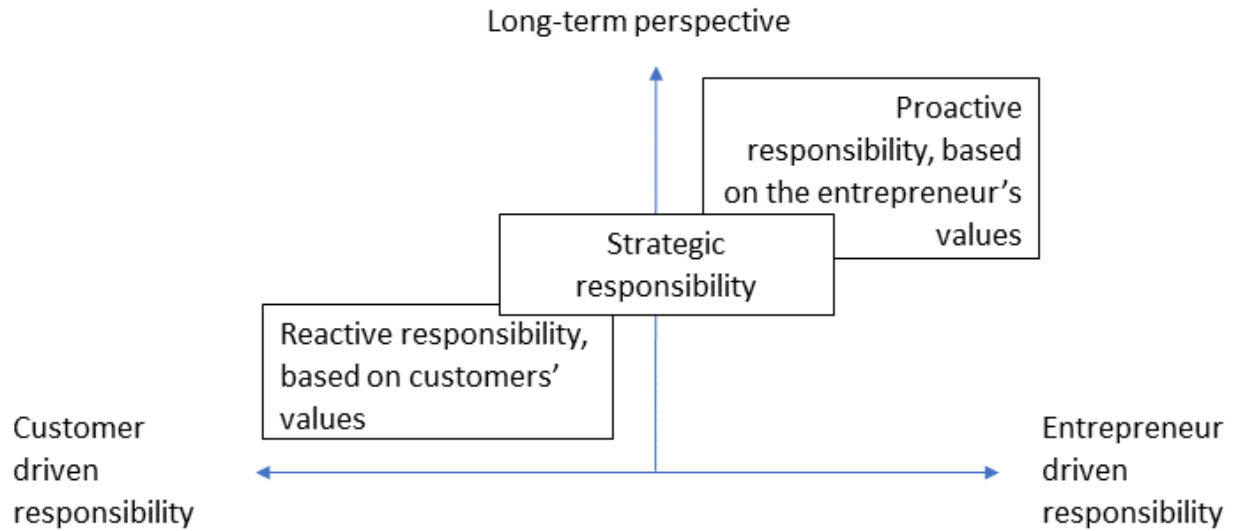 Long-term perspective
Proactive
responsibility, based
on the entrepreneur’s
values
Strategic
responsibility
Reactive responsibility,
based on customers’
values
Customer
driven
responsibility
Entrepreneur
driven
responsibility